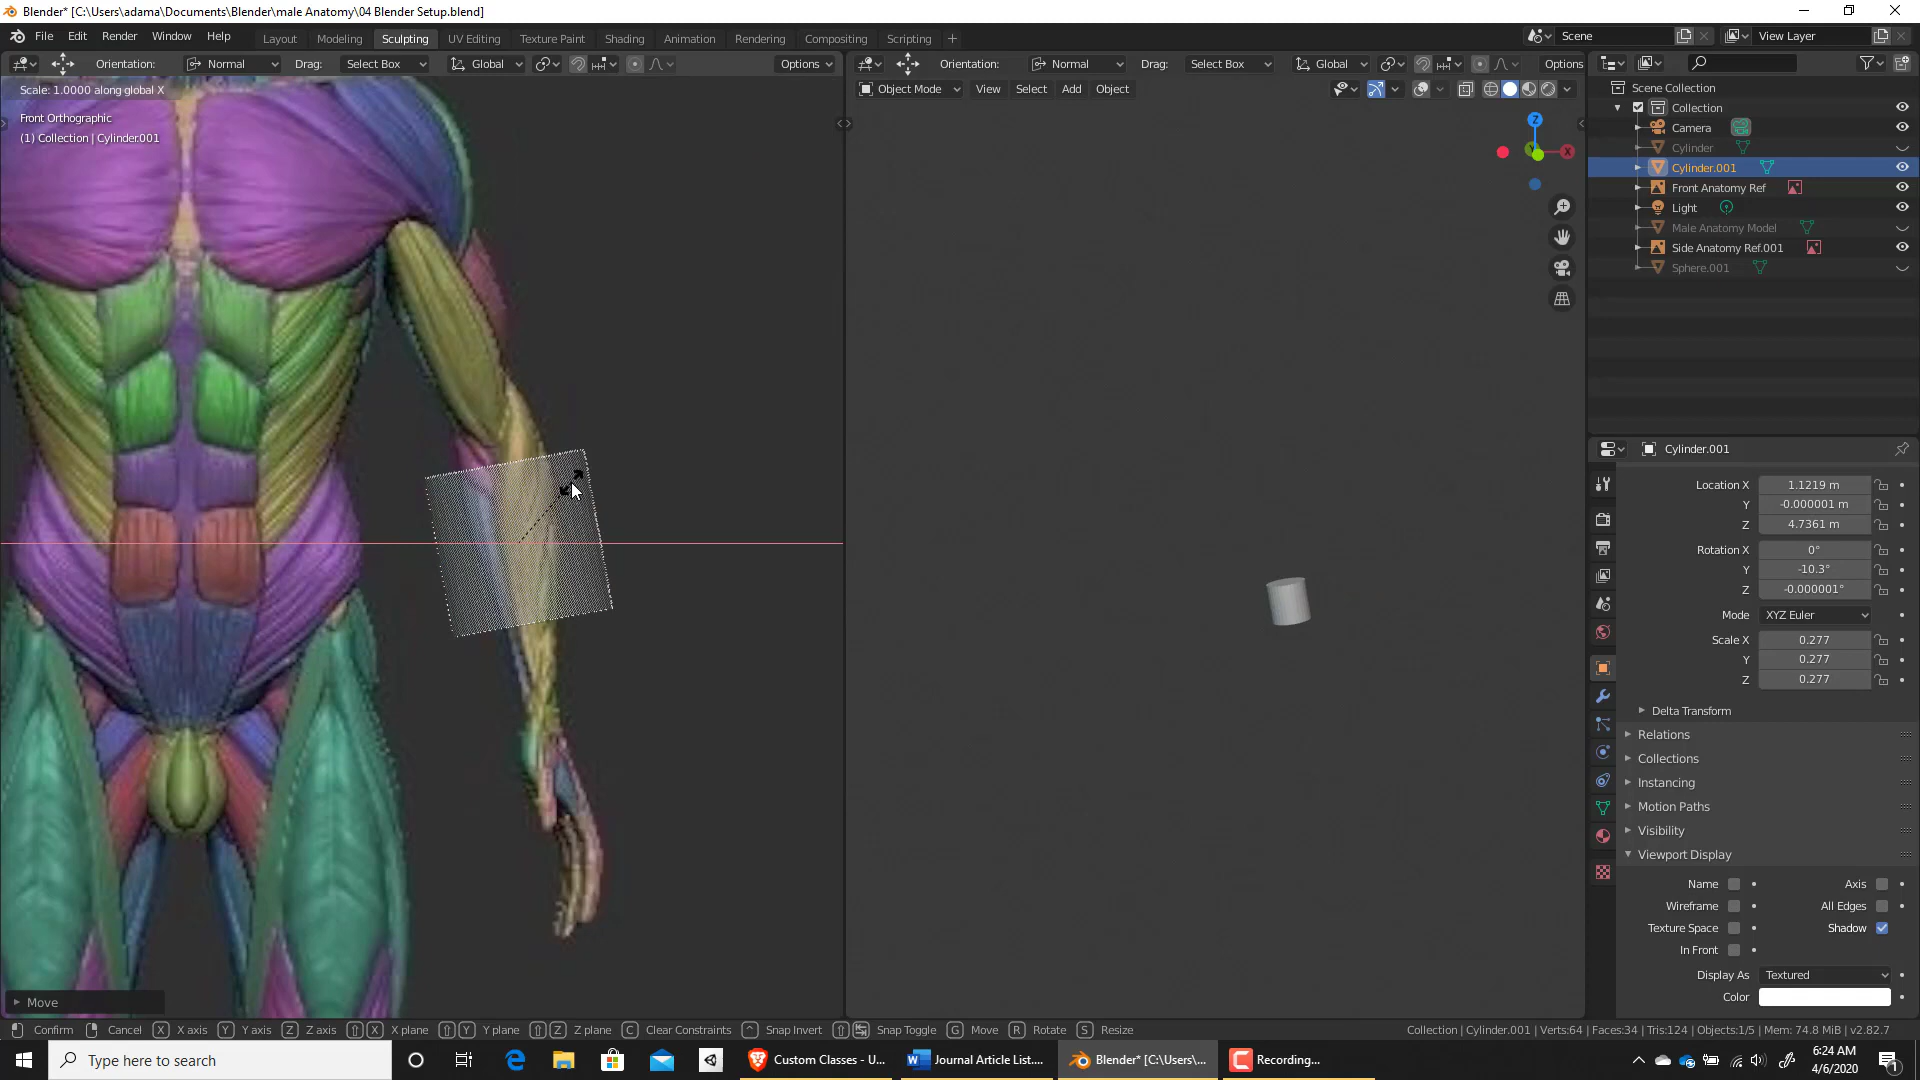 Blender* [C:\Users\adama\Documents\Blender\male Anatomy\04 Blender Setup.blend]
File Edit Render Window Help Layout Modeling Sculpting UV Editing Texture Paint Shading Animation Rendering Compositing Scripting + Scene View Layer
Orientation: Normal Drag: Select Box Global Options
Orientation: Normal Drag: Select Box Global Options
Scale: 1.0000 along global X
Front Orthographic
(1) Collection | Cylinder.001
Object Mode View Select Add Object
Z
X
Scene Collection
Collection
Camera
Cylinder
Cylinder.001
Front Anatomy Ref
Light
Male Anatomy Model
Side Anatomy Ref.001
Sphere.001
Cylinder.001
Location X 1.1219 m
Y -0.000001 m
Z 4.7361 m
Rotation X 0°
Y -10.3°
Z -0.000001°
Mode XYZ Euler
Scale X 0.277
Y 0.277
Z 0.277
Delta Transform
Relations
Collections
Instancing
Motion Paths
Visibility
Viewport Display
Name Axis
Wireframe All Edges
Texture Space Shadow
In Front
Display As Textured
Color
Move
Confirm Cancel X X axis Y Y axis Z Z axis X X plane Y Y plane Z Z plane C Clear Constraints Snap Invert Snap Toggle G Move R Rotate S Resize
Collection | Cylinder.001 | Verts:64 | Faces:34 | Tris:124 | Objects:1/5 | Mem: 74.8 MiB | v2.82.7
Type here to search
Custom Classes - U...
Journal Article List....
Blender* [C:\Users\...
Recording...
6:24 AM
4/6/2020
1